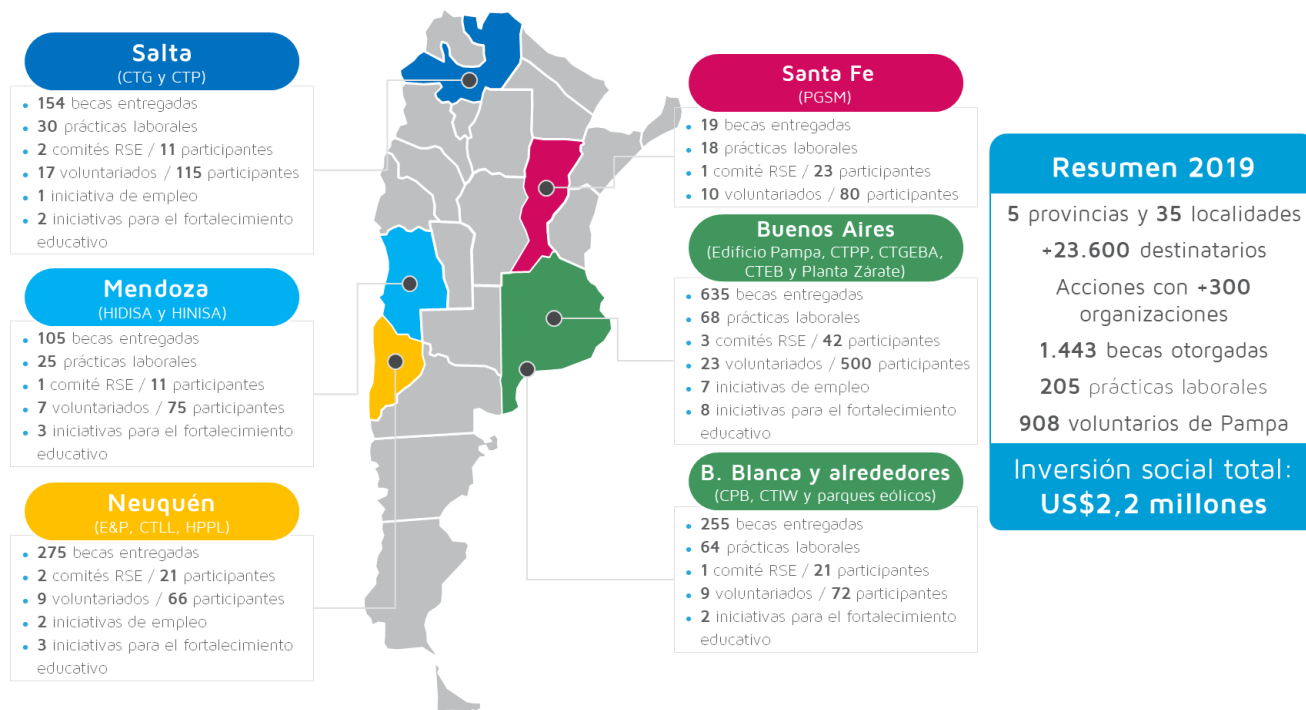 Salta
(CTG y CTP)
• 154 becas entregadas
• 30 prácticas laborales
• 2 comités RSE / 11 participantes
• 17 voluntariados / 115 participantes
• 1 iniciativa de empleo
• 2 iniciativas para el fortalecimiento
educativo
Mendoza
(HIDISA y HINISA)
• 105 becas entregadas
• 25 prácticas laborales
• 1 comité RSE / 11 participantes
• 7 voluntariados / 75 participantes
• 3 iniciativas para el fortalecimiento
educativo
Neuquén
(E&P, CTLL, HPPL)
• 275 becas entregadas
• 2 comités RSE / 21 participantes
• 9 voluntariados / 66 participantes
• 2 iniciativas de empleo
• 3 iniciativas para el fortalecimiento
educativo
Santa Fe
(PGSM)
• 19 becas entregadas
• 18 prácticas laborales
• 1 comité RSE / 23 participantes
• 10 voluntariados / 80 participantes
Buenos Aires
(Edificio Pampa, CTPP, CTGEBA,
CTEB y Planta Zárate)
• 635 becas entregadas
• 68 prácticas laborales
• 3 comités RSE / 42 participantes
• 23 voluntariados / 500 participantes
• 7 iniciativas de empleo
• 8 iniciativas para el fortalecimiento
educativo
B. Blanca y alrededores
(CPB, CTIW y parques eólicos)
• 255 becas entregadas
• 64 prácticas laborales
• 1 comité RSE / 21 participantes
• 9 voluntariados / 72 participantes
• 2 iniciativas para el fortalecimiento
educativo
Resumen 2019
5 provincias y 35 localidades
+23.600 destinatarios
Acciones con +300
organizaciones
1.443 becas otorgadas
205 prácticas laborales
908 voluntarios de Pampa
Inversión social total:
US$2,2 millones